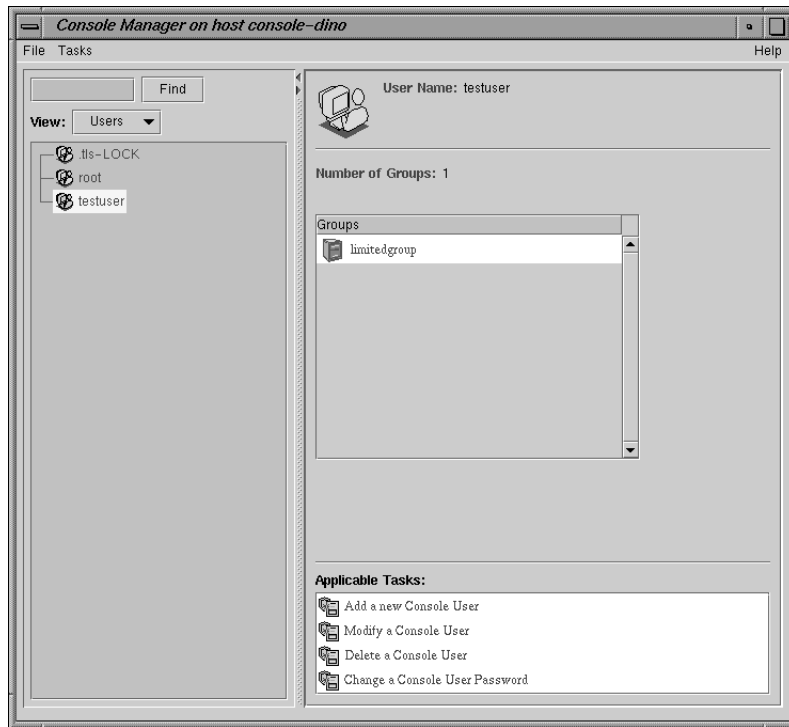 Console Manager on host console-dino
File Tasks Help
Find
View: Users
.tls-LOCK
root
testuser
User Name: testuser
Number of Groups: 1
Groups
limitedgroup
Applicable Tasks:
Add a new Console User
Modify a Console User
Delete a Console User
Change a Console User Password